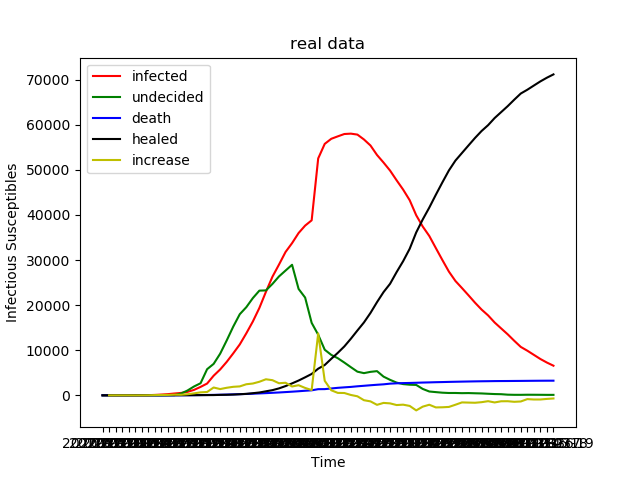 real data
infected
undecided
death
healed
increase
70000
60000
50000
40000
30000
20000
10000
0
Infectious Susceptibles
Time